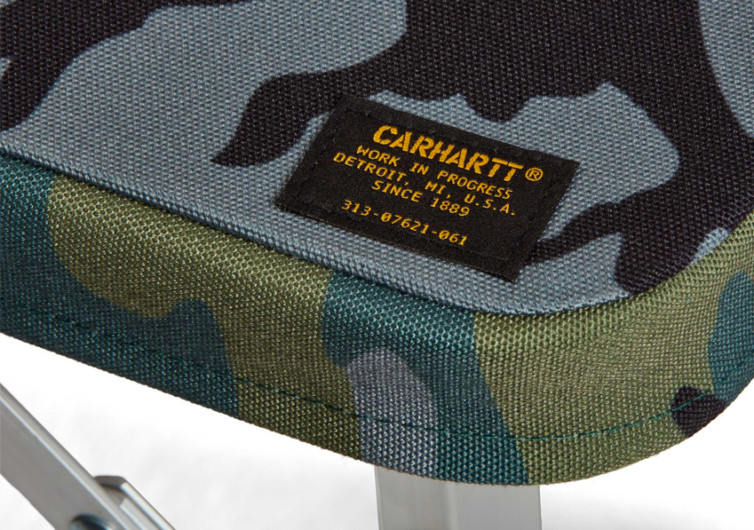 CARHARTT®
WORK IN PROGRESS
DETROIT, MI, U.S.A.
SINCE 1889
313-07621-061